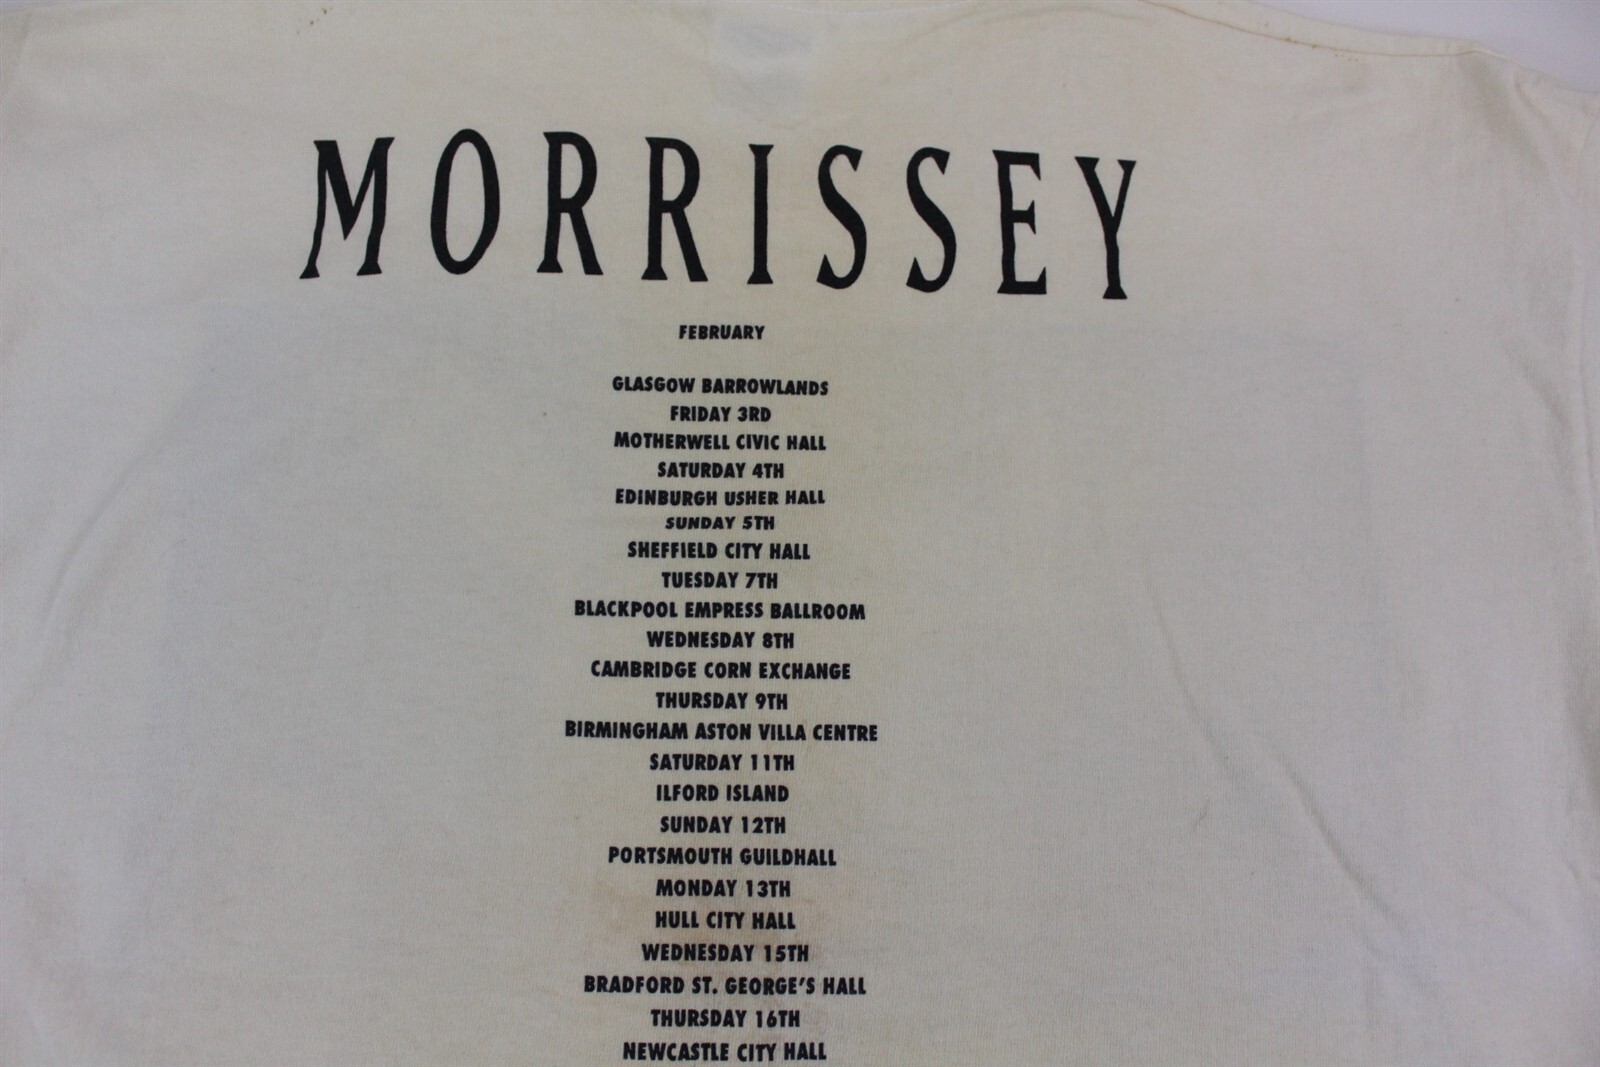 MORRISSEY
FEBRUARY
GLASGOW BARROWLANDS
FRIDAY 3RD
MOTHERWELL CIVIC HALL
SATURDAY 4TH
EDINBURGH USHER HALL
SUNDAY 5TH
SHEFFIELD CITY HALL
TUESDAY 7TH
BLACKPOOL EMPRESS BALLROOM
WEDNESDAY 8TH
CAMBRIDGE CORN EXCHANGE
THURSDAY 9TH
BIRMINGHAM ASTON VILLA CENTRE
SATURDAY 11TH
ILFORD ISLAND
SUNDAY 12TH
PORTSMOUTH GUILDHALL
MONDAY 13TH
HULL CITY HALL
WEDNESDAY 15TH
BRADFORD ST. GEORGE'S HALL
THURSDAY 16TH
NEWCASTLE CITY HALL